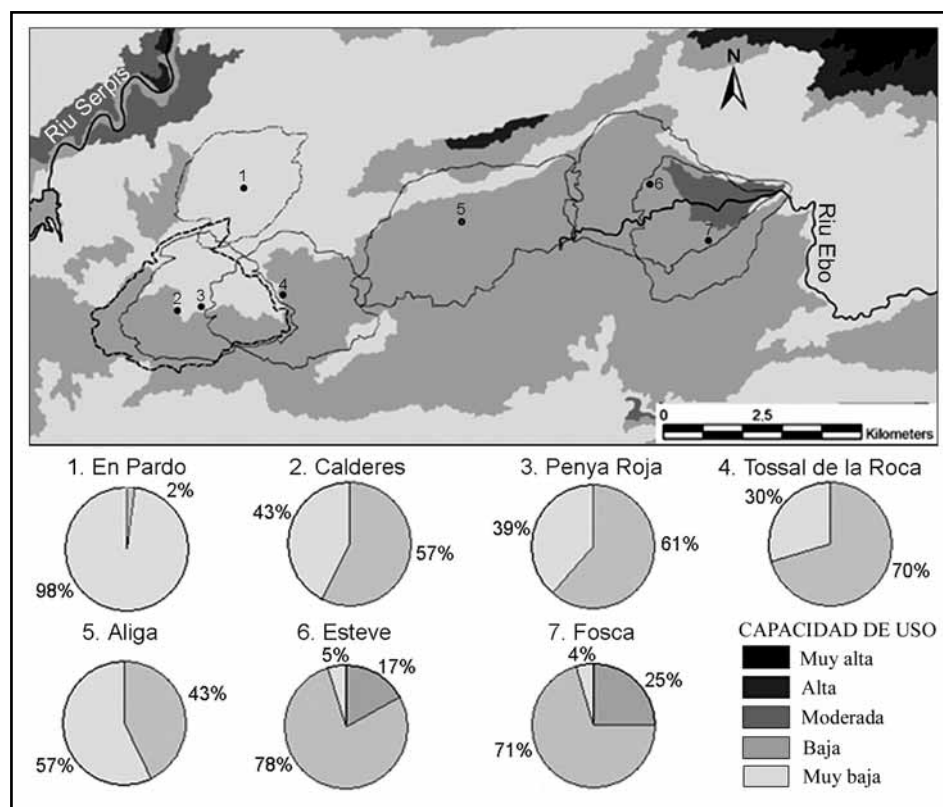 Riu Serpis
N
1
6
5
7
Riu Ebo
4
2
3
0
2,5
Kilometers
1. En Pardo
2. Calderes
3. Penya Roja
4. Tossal de la Roca
2%
98%
43%
57%
39%
61%
30%
70%
5. Aliga
6. Esteve
7. Fosca
43%
57%
5%
17%
78%
4%
25%
71%
CAPACIDAD DE USO
Muy alta
Alta
Moderada
Baja
Muy baja